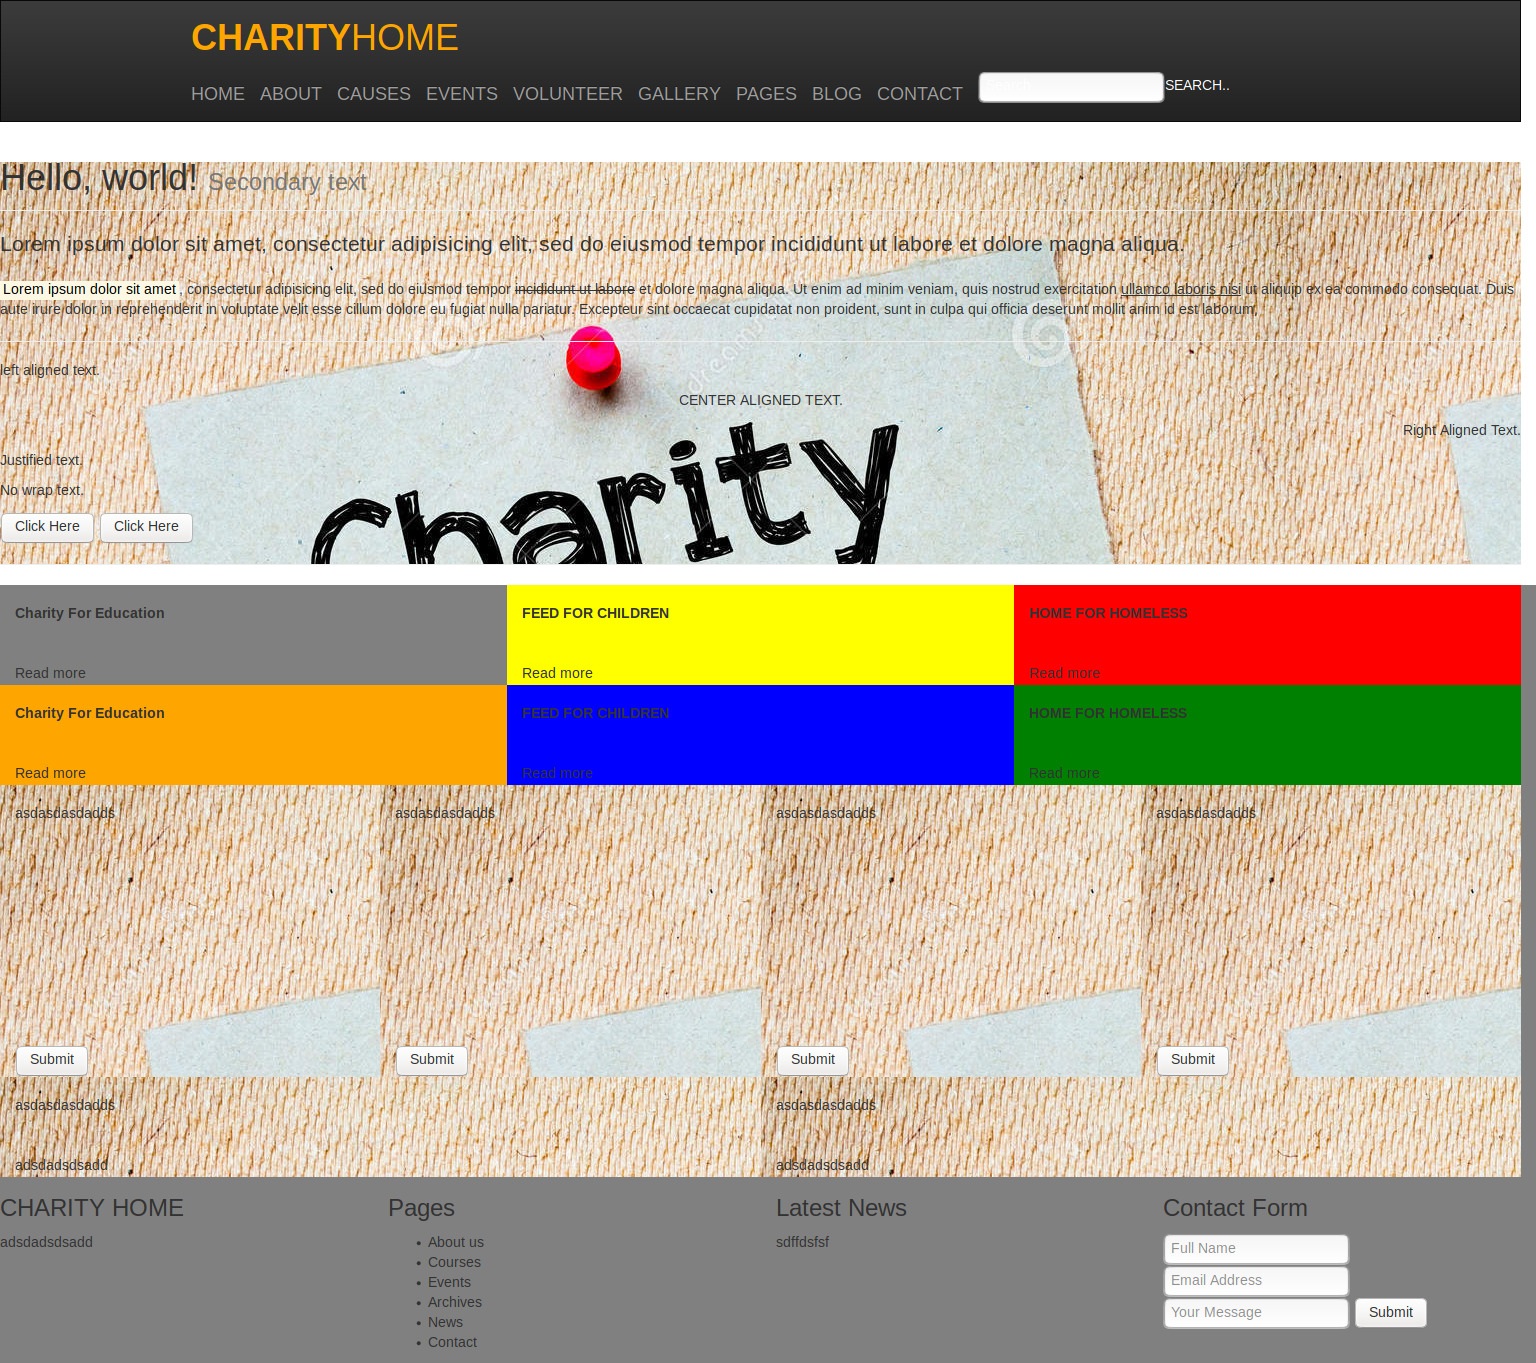 CHARITYHOME
HOME ABOUT CAUSES EVENTS VOLUNTEER GALLERY PAGES BLOG CONTACT SEARCH..
Hello, world! Secondary text
Lorem ipsum dolor sit amet, consectetur adipisicing elit, sed do eiusmod tempor incididunt ut labore et dolore magna aliqua.
Lorem ipsum dolor sit amet , consectetur adipisicing elit, sed do eiusmod tempor incididunt ut labore et dolore magna aliqua. Ut enim ad minim veniam, quis nostrud exercitation ullamco laboris nisi ut aliquip ex ea commodo consequat. Duis
aute irure dolor in reprehenderit in voluptate velit esse cillum dolore eu fugiat nulla pariatur. Excepteur sint occaecat cupidatat non proident, sunt in culpa qui officia deserunt mollit anim id est laborum,
left aligned text.
CENTER ALIGNED TEXT.
Right Aligned Text.
Justified text.
No wrap text.
charity
Click Here Click Here
Charity For Education FEED FOR CHILDREN HOME FOR HOMELESS
Read more Read more Read more
Charity For Education FEED FOR CHILDREN HOME FOR HOMELESS
Read more Read more Read more
asdasdasdadds asdasdasdadds asdasdasdadds asdasdasdadds
Submit Submit Submit Submit
asdasdasdadds asdasdasdadds
adsdadsdsadd adsdadsdsadd
CHARITY HOME Pages Latest News Contact Form
adsdadsdsadd
About us
Courses
Events
Archives
News
Contact
sdffdsfsf
Full Name
Email Address
Your Message Submit